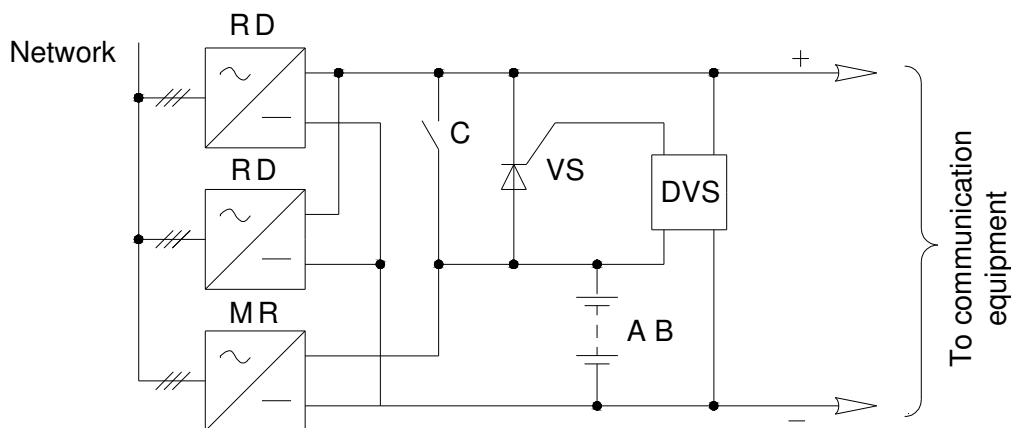 Network
RD
+
C
VS
DVS
RD
MR
AB
−
To communication
equipment